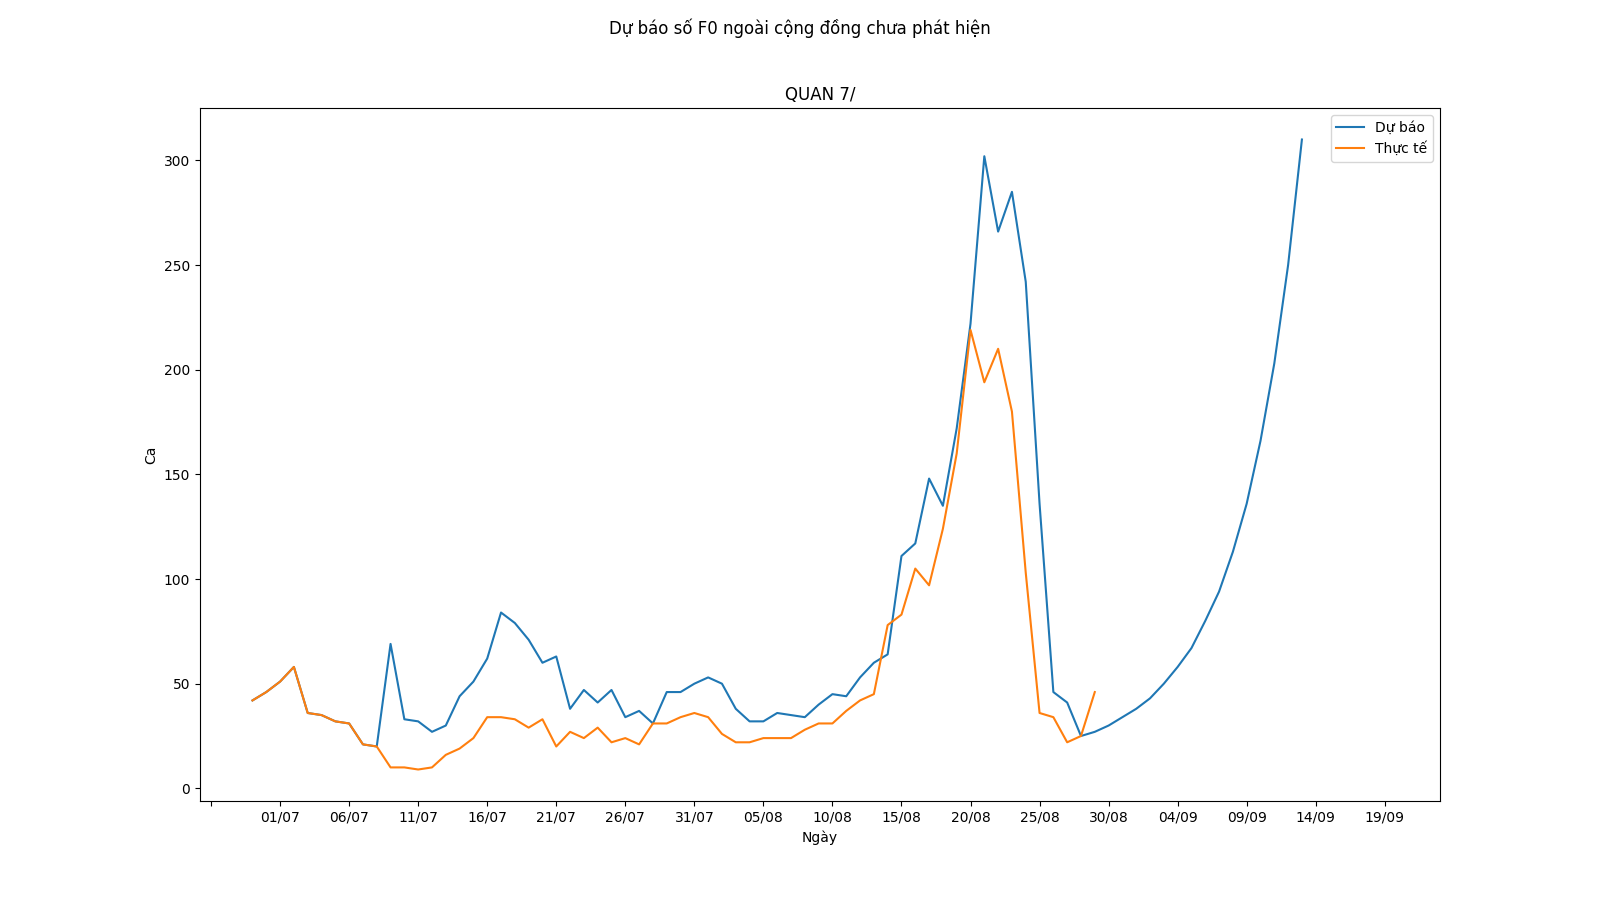 Dự báo số F0 ngoài cộng đồng chưa phát hiện
QUAN 7/
Dự báo
Thực tế
300
250
200
150
100
50
0
Ca
01/07 06/07 11/07 16/07 21/07 26/07 31/07 05/08 10/08 15/08 20/08 25/08 30/08 04/09 09/09 14/09 19/09
Ngày